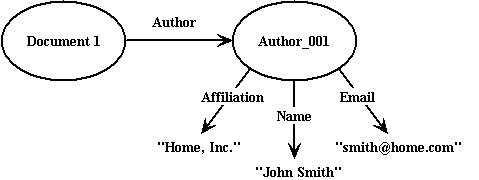 Author
Document 1
Author_001
Affiliation
Email
Name
"Home, Inc."
"smith@home.com"
"John Smith"